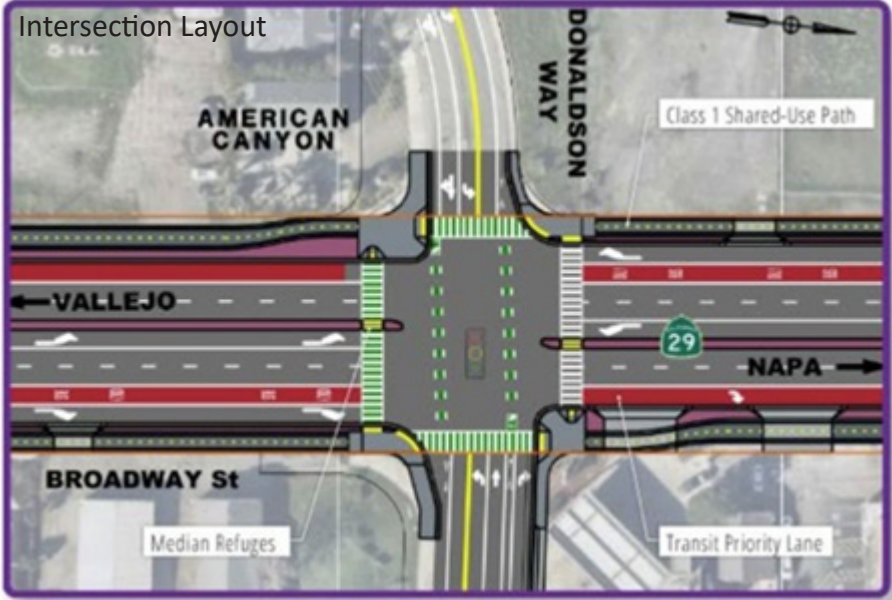 Intersection Layout
AMERICAN
CANYON
DONALDSON
WAY
Class 1 Shared-Use Path
VALLEJO
29
NAPA
BROADWAY St
Median Refuges
Transit Priority Lane